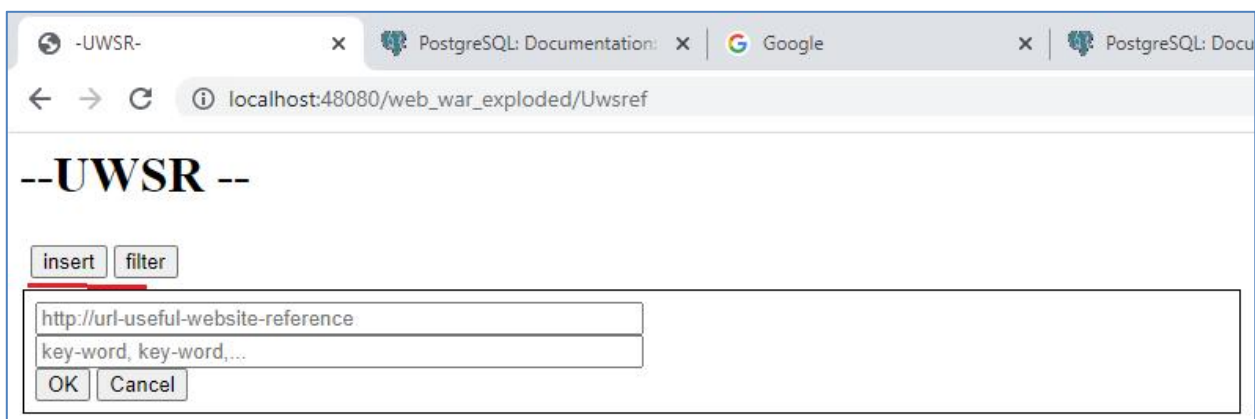 -UWSR- PostgreSQL: Documentation: Google PostgreSQL: Docu
localhost:48080/web_war_exploded/Uwsref
--UWSR --
insert filter
http://url-useful-website-reference
key-word, key-word,...
OK Cancel